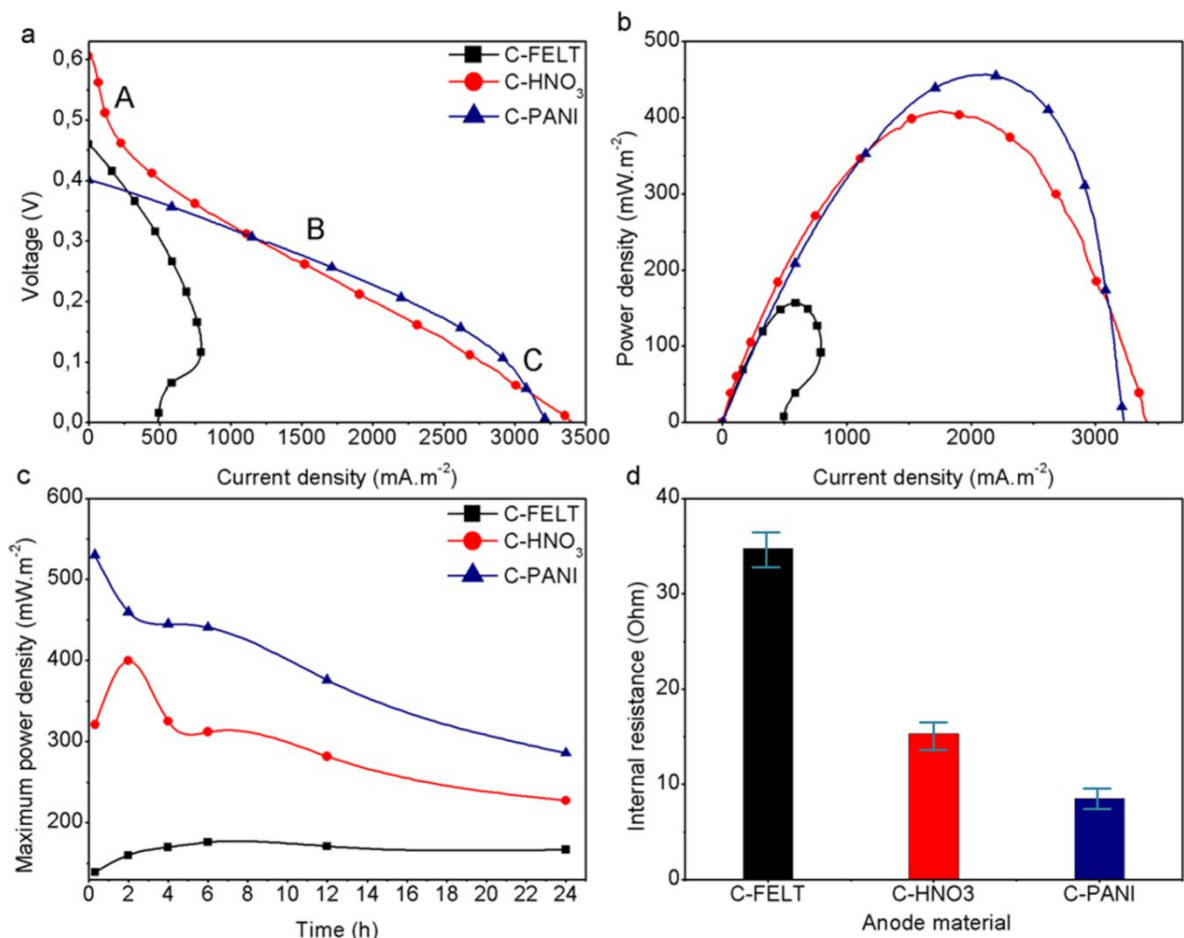 a
0,6
0,5
0,4
0,3
0,2
0,1
0,0
Voltage (V)
A
B
C
C-FELT
C-HNO₃
C-PANI
0 500 1000 1500 2000 2500 3000 3500
Current density (mA.m⁻²)
b
500
400
300
200
100
0
Power density (mW.m⁻²)
0 1000 2000 3000
Current density (mA.m⁻²)
c
600
500
400
300
200
Maximum power density (mW.m⁻²)
C-FELT
C-HNO₃
C-PANI
0 2 4 6 8 10 12 14 16 18 20 22 24
Time (h)
d
40
30
20
10
0
Internal resistance (Ohm)
C-FELT C-HNO3 C-PANI
Anode material